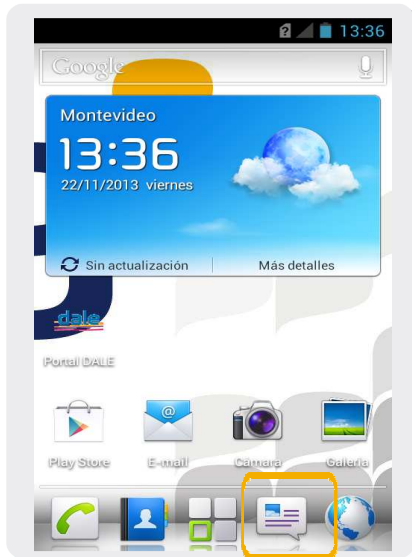 13:36
Google
Montevideo
13:36
22/11/2013 viernes
Sin actualización
Más detalles
dale
Portal DALE
@
Play Store
E-mail
Cámara
Galería